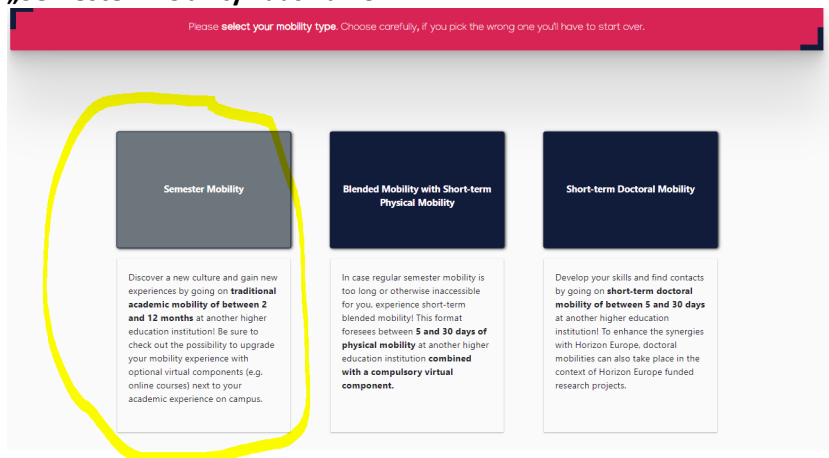 Please select your mobility type. Choose carefully, if you pick the wrong one you'll have to start over.
Semester Mobility
Discover a new culture and gain new
experiences by going on traditional
academic mobility of between 2
and 12 months at another higher
education institution! Be sure to
check out the possibility to upgrade
your mobility experience with
optional virtual components (e.g.
online courses) next to your
academic experience on campus.
Blended Mobility with Short-term
Physical Mobility
In case regular semester mobility is
too long or otherwise inaccessible
for you, experience short-term
blended mobility! This format
foresees between 5 and 30 days of
physical mobility at another higher
education institution combined
with a compulsory virtual
component.
Short-term Doctoral Mobility
Develop your skills and find contacts
by going on short-term doctoral
mobility of between 5 and 30 days
at another higher education
institution! To enhance the synergies
with Horizon Europe, doctoral
mobilities can also take place in the
context of Horizon Europe funded
research projects.